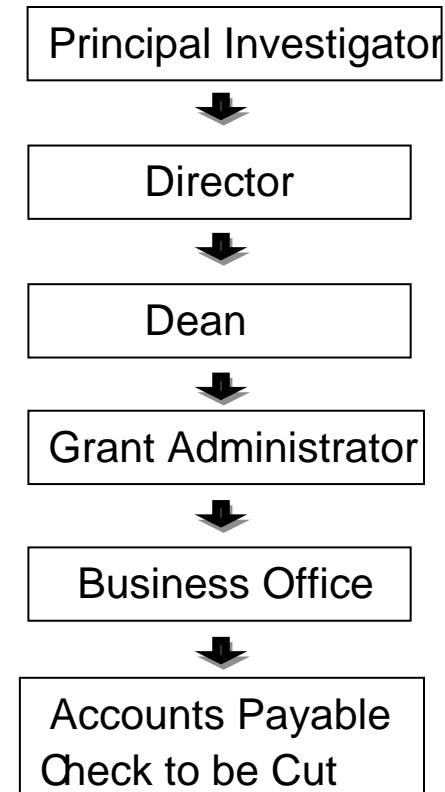 Principal Investigator
Director
Dean
Grant Administrator
Business Office
Accounts Payable
Check to be Cut